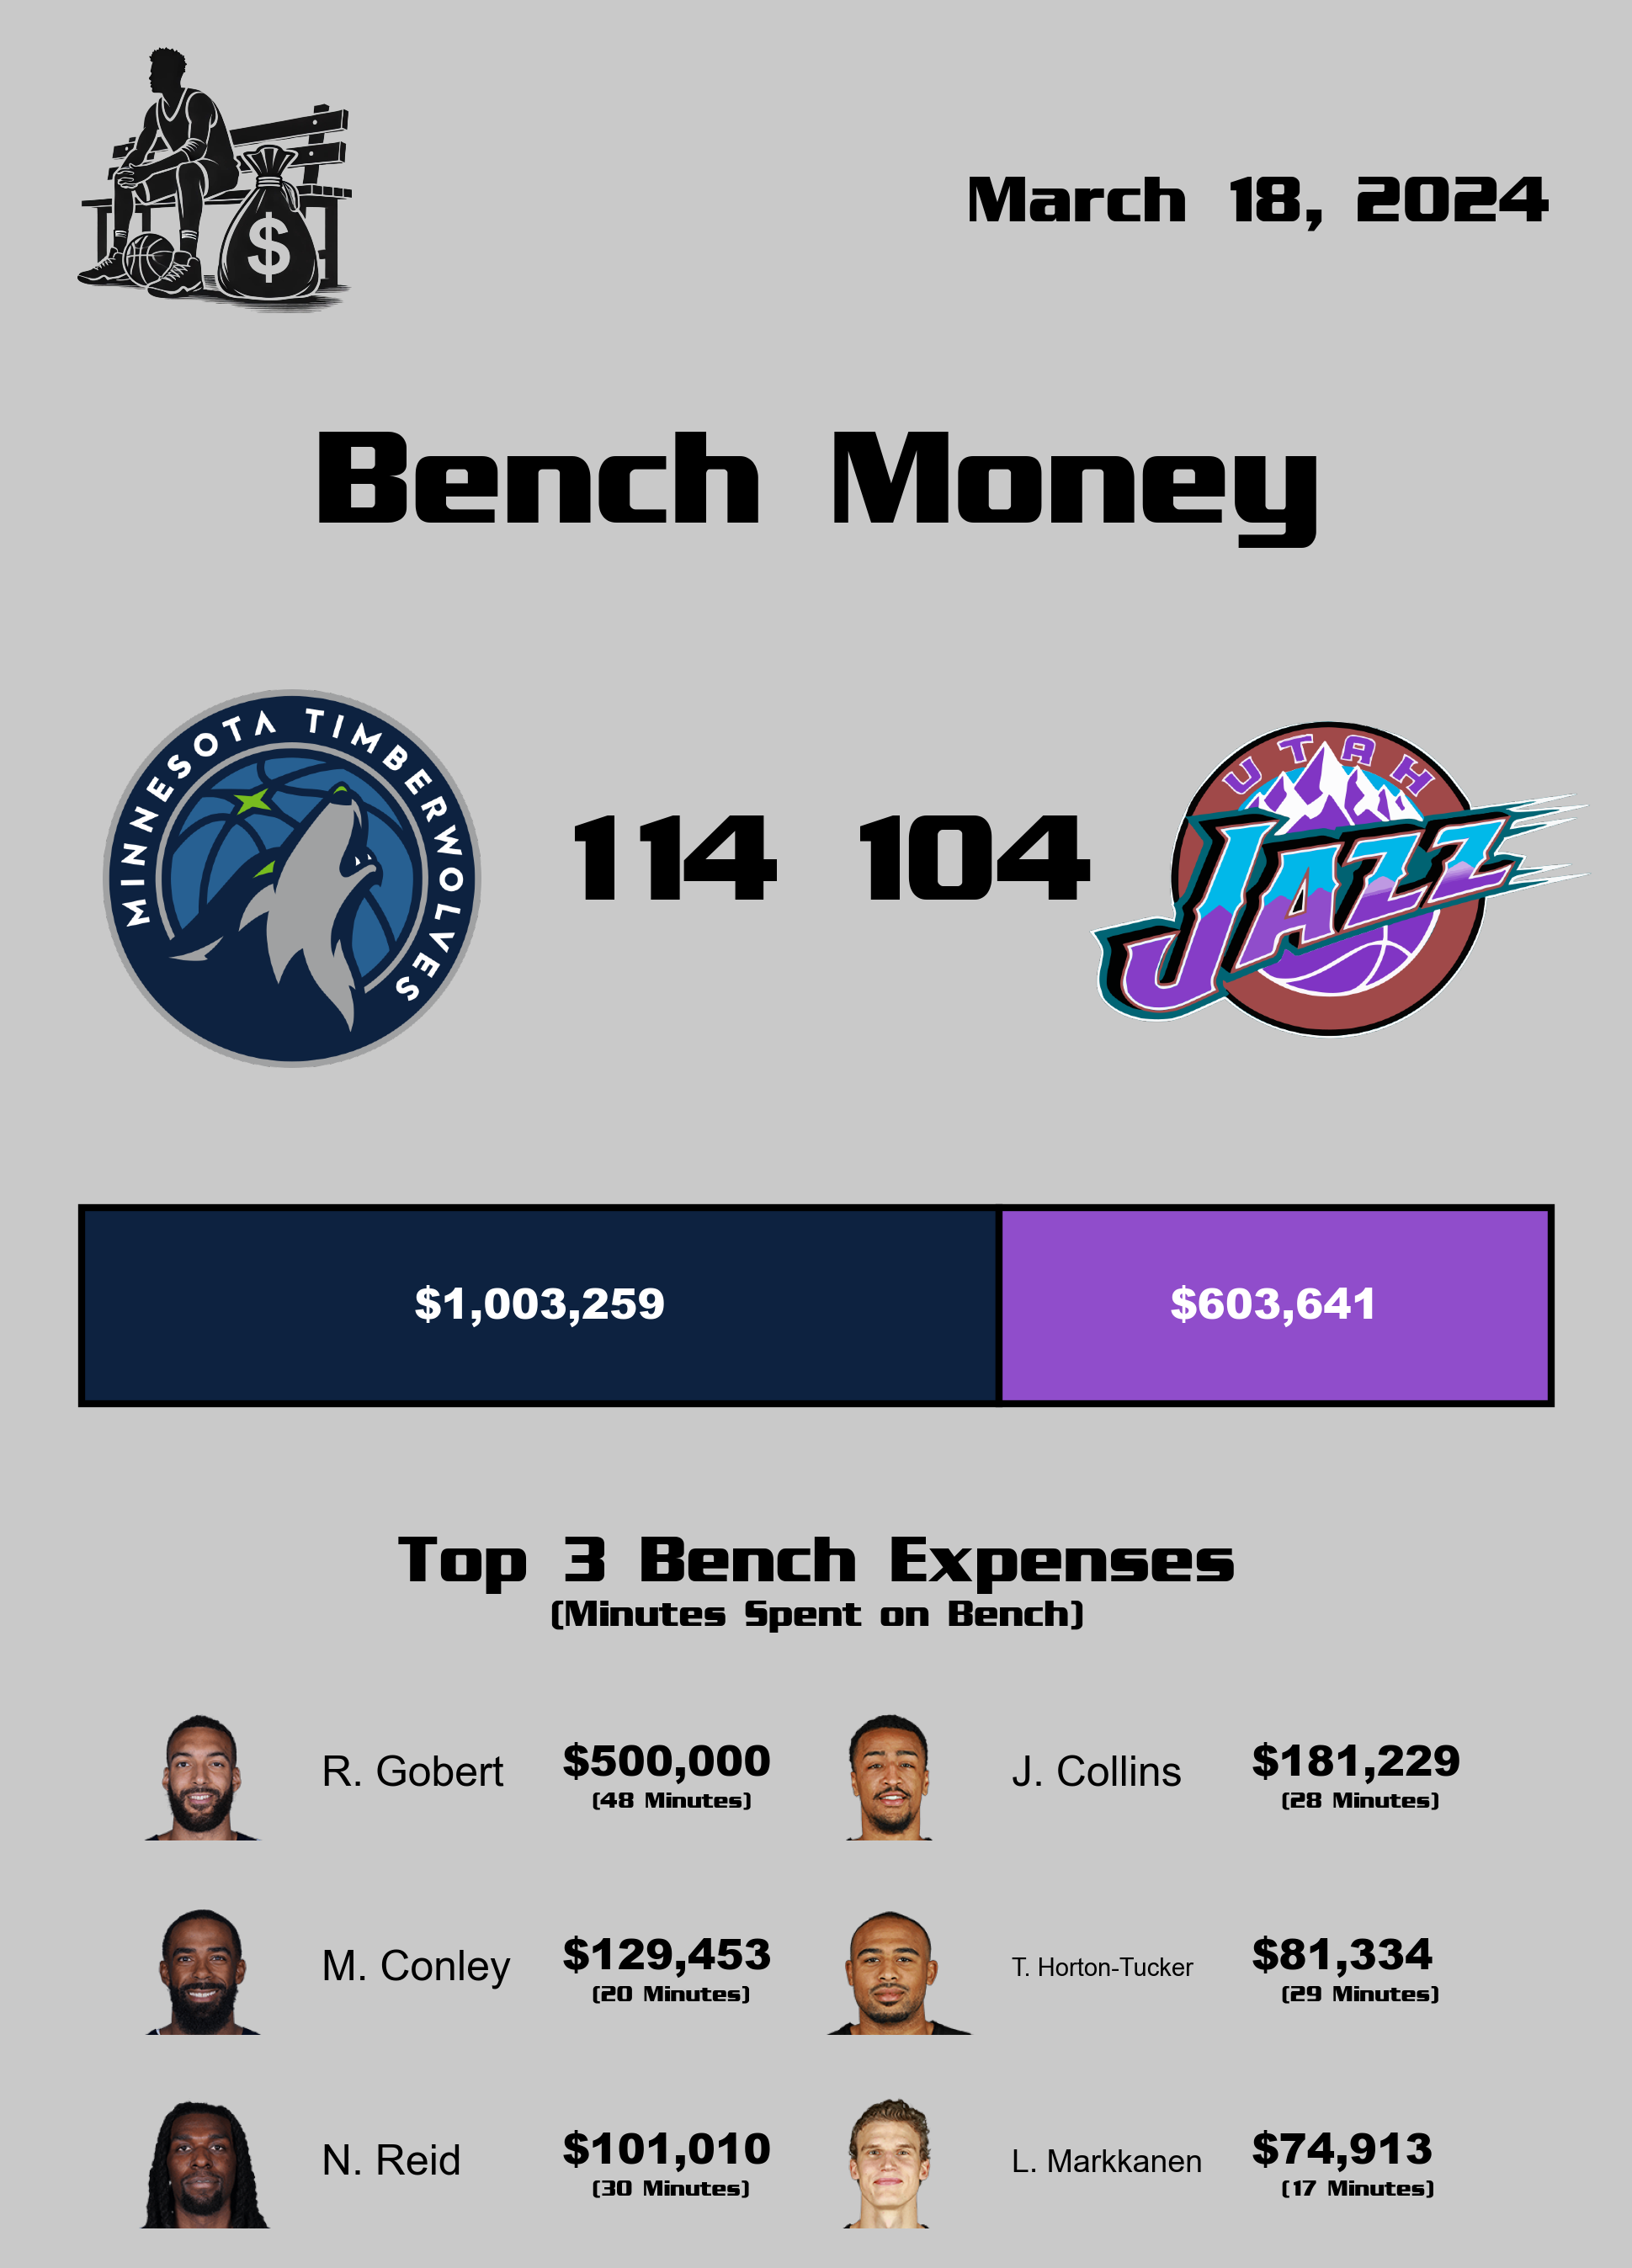 $
March 18, 2024
Bench Money
MINNESOTA TIMBERWOLVES
114 104
UTAH
JAZZ
$1,003,259 $603,641
Top 3 Bench Expenses
(Minutes Spent on Bench)
R. Gobert $500,000
(48 Minutes)
J. Collins $181,229
(28 Minutes)
M. Conley $129,453
(20 Minutes)
T. Horton-Tucker $81,334
(29 Minutes)
N. Reid $101,010
(30 Minutes)
L. Markkanen $74,913
(17 Minutes)